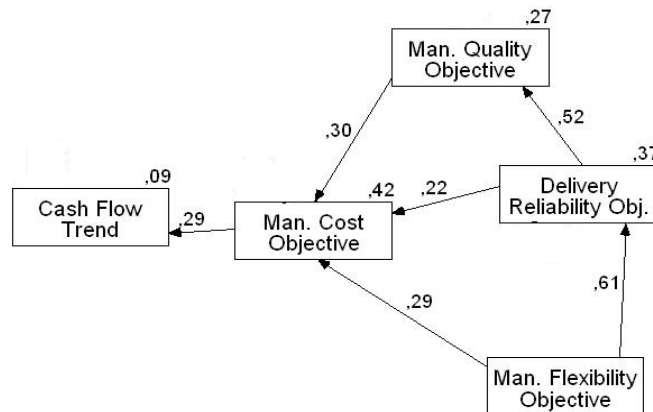 ,27
Man. Quality
Objective
,52
,30
,37
,09
,42
,22
Delivery
Reliability Obj.
Cash Flow
Trend
,29
Man. Cost
Objective
,29
,61
Man. Flexibility
Objective